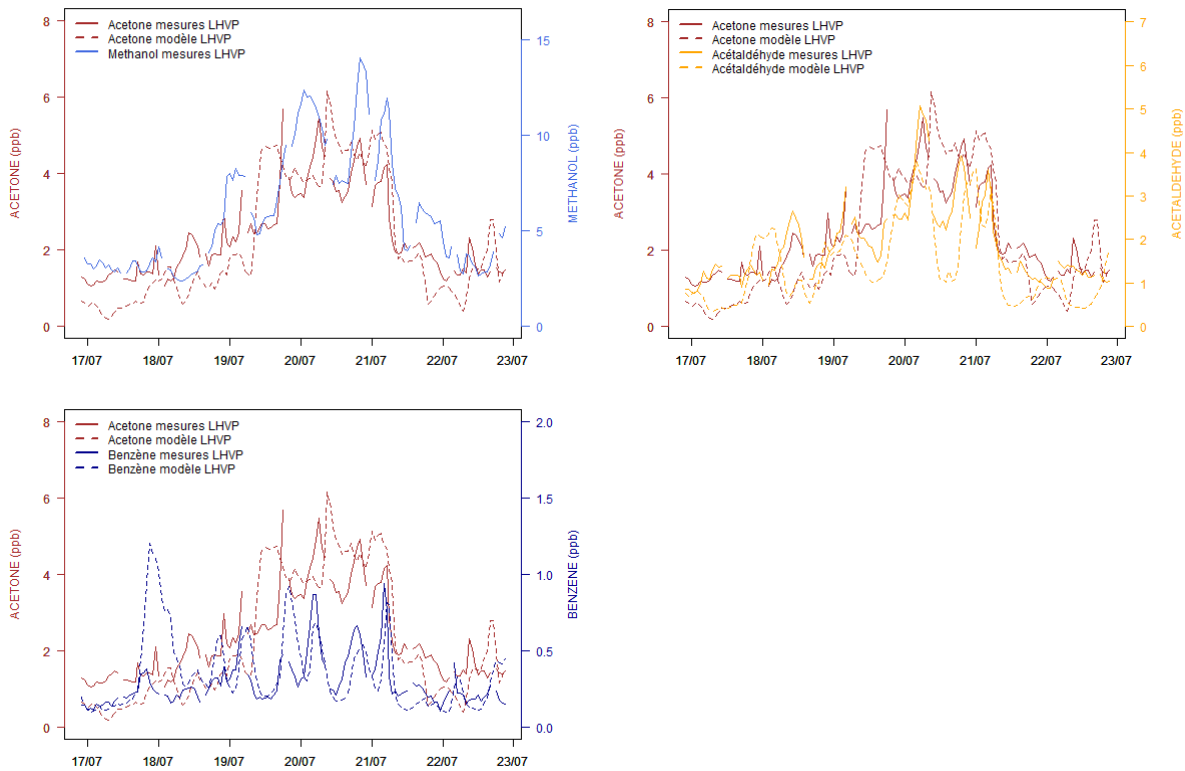 Acetone mesures LHVP
Acetone modèle LHVP
Methanol mesures LHVP
8
6
4
2
0
ACETONE (ppb)
15
10
5
0
METHANOL (ppb)
17/07 18/07 19/07 20/07 21/07 22/07 23/07
Acetone mesures LHVP
Acetone modèle LHVP
Acétaldéhyde mesures LHVP
Acétaldéhyde modèle LHVP
8
6
4
2
0
ACETONE (ppb)
7
6
5
4
3
2
1
0
ACETALDEHYDE (ppb)
17/07 18/07 19/07 20/07 21/07 22/07 23/07
Acetone mesures LHVP
Acetone modèle LHVP
Benzène mesures LHVP
Benzène modèle LHVP
8
6
4
2
0
ACETONE (ppb)
2.0
1.5
1.0
0.5
0.0
BENZENE (ppb)
17/07 18/07 19/07 20/07 21/07 22/07 23/07